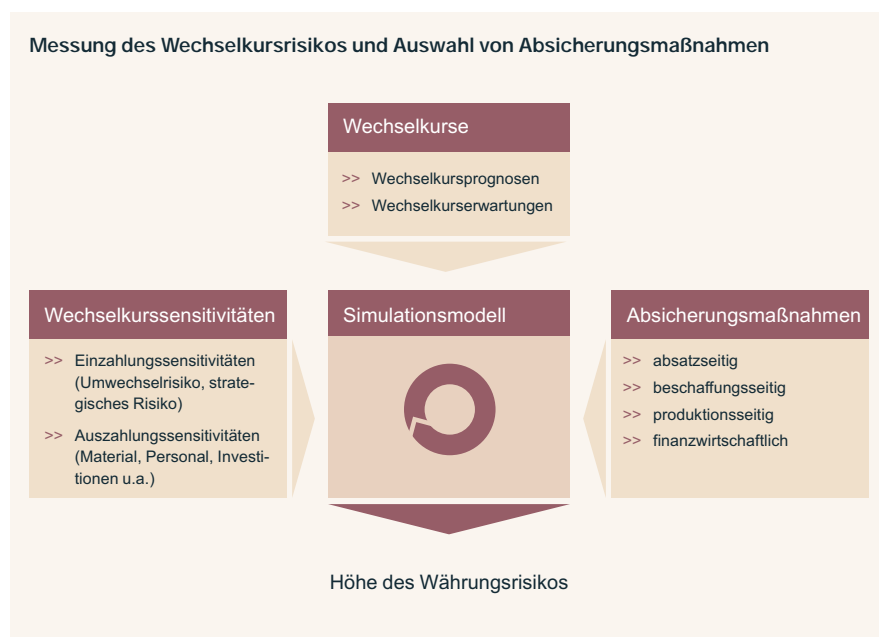 Messung des Wechselkursrisikos und Auswahl von Absicherungsmaßnahmen
Wechselkurse
>> Wechselkursprognosen
>> Wechselkurserwartungen
Wechselkurssensitivitäten
>> Einzahlungssensitivitäten
(Umwechselrisiko, strate-
gisches Risiko)
>> Auszahlungssensitivitäten
(Material, Personal, Investi-
tionen u.a.)
Simulationsmodell
Absicherungsmaßnahmen
>> absatzseitig
>> beschaffungsseitig
>> produktionsseitig
>> finanzwirtschaftlich
Höhe des Währungsrisikos